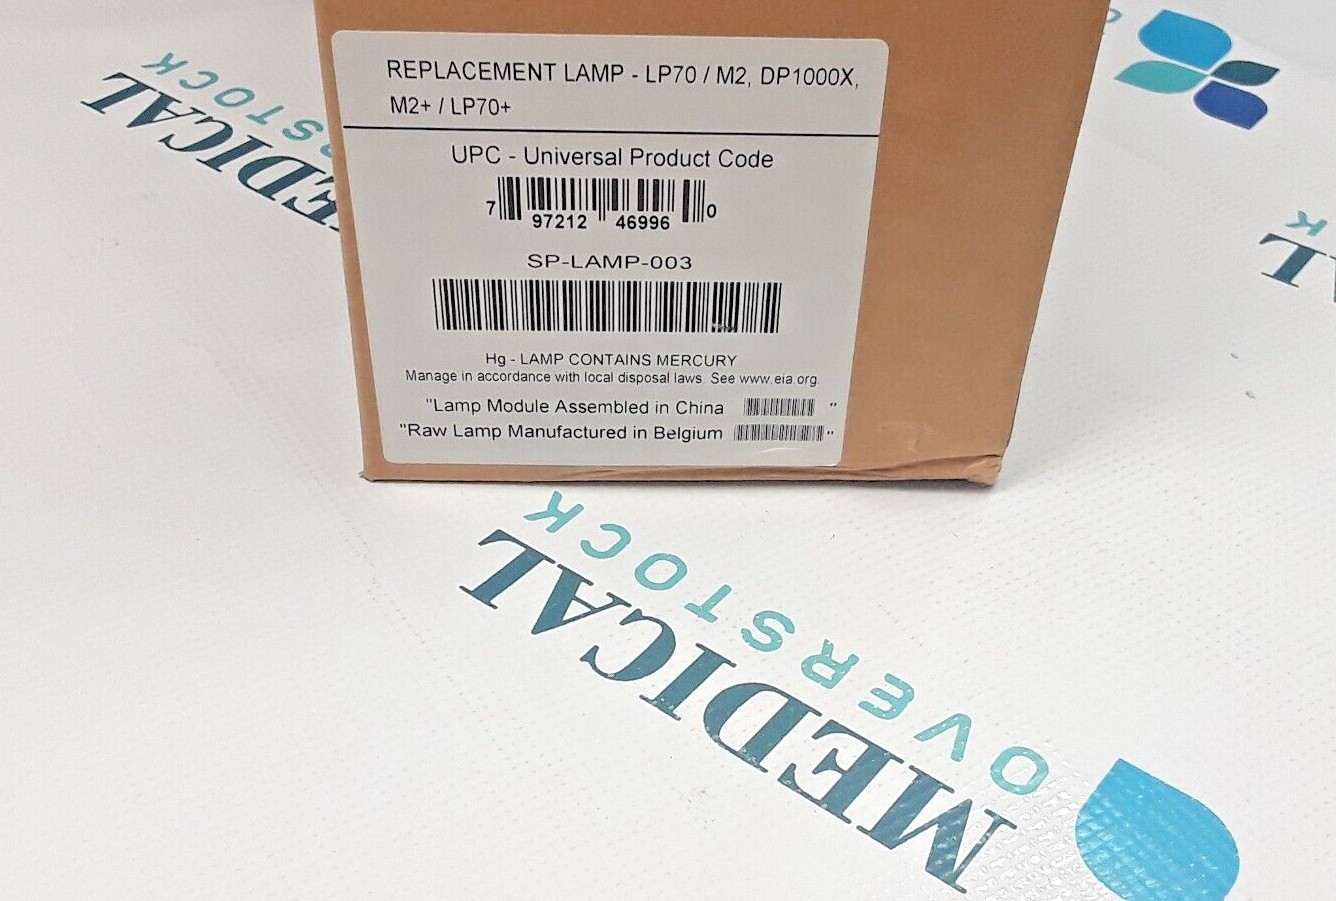 REPLACEMENT LAMP - LP70 / M2, DP1000X,
M2+ / LP70+
UPC - Universal Product Code
7 97212 46996 0
SP-LAMP-003
Hg - LAMP CONTAINS MERCURY
Manage in accordance with local disposal laws. See www.eia.org.
"Lamp Module Assembled in China "
"Raw Lamp Manufactured in Belgium "
MEDICAL
OVERSTOCK
MEDICAL
OVERSTOCK